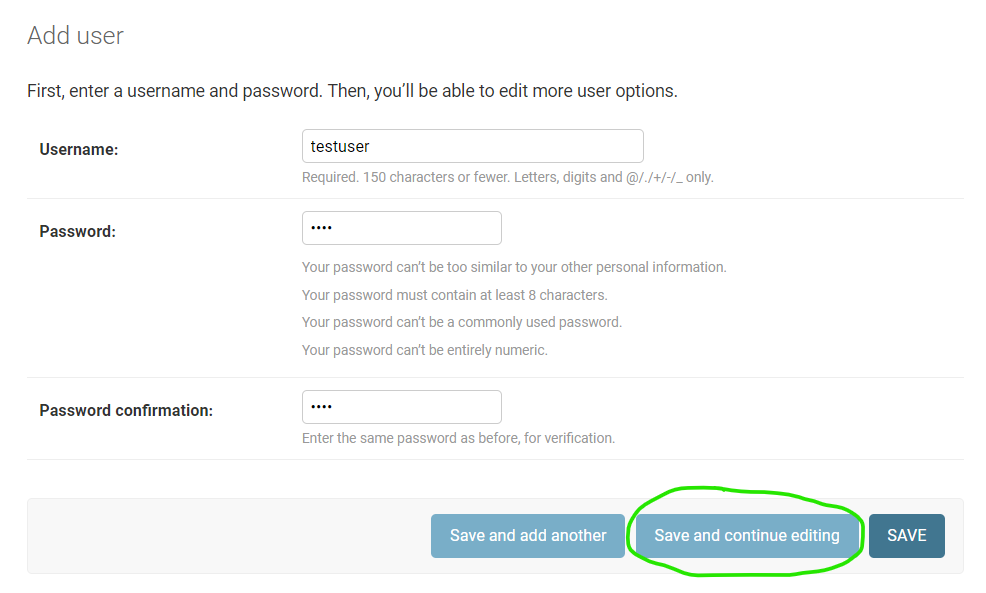 Add user
First, enter a username and password. Then, you’ll be able to edit more user options.
Username:
testuser
Required. 150 characters or fewer. Letters, digits and @/./+/-/_ only.
Password:
••••
Your password can’t be too similar to your other personal information.
Your password must contain at least 8 characters.
Your password can’t be a commonly used password.
Your password can’t be entirely numeric.
Password confirmation:
••••
Enter the same password as before, for verification.
Save and add another
Save and continue editing
SAVE